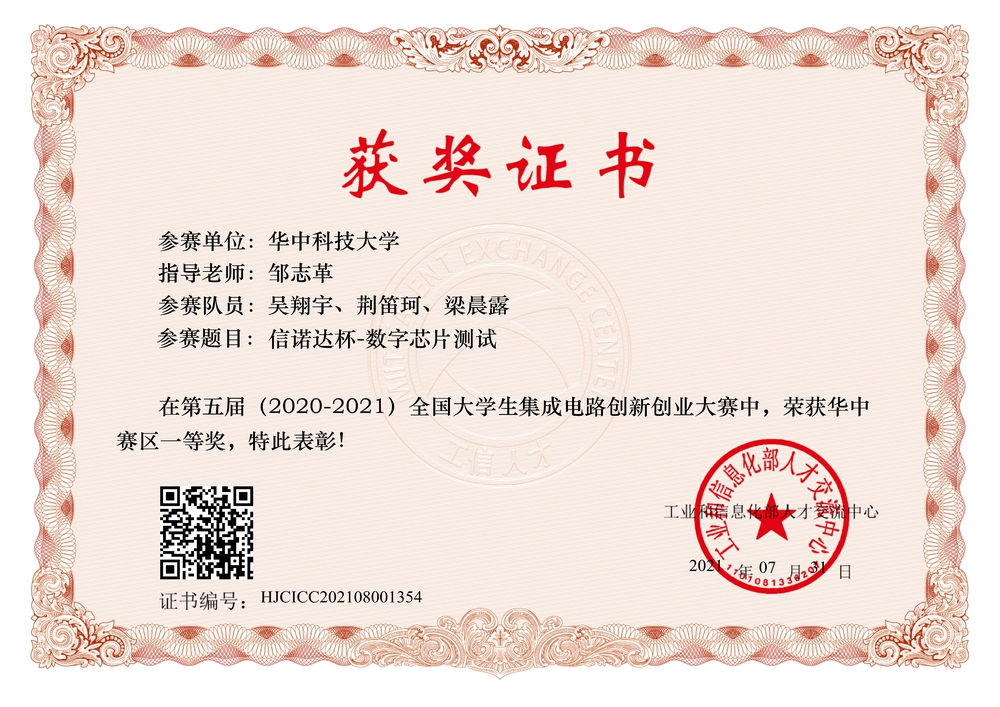 获奖证书
参赛单位：华中科技大学
指导老师：邹志革
参赛队员：吴翔宇、荆笛珂、梁晨露
参赛题目：信诺达杯-数字芯片测试
在第五届（2020-2021）全国大学生集成电路创新创业大赛中，荣获华中
赛区一等奖，特此表彰！
MIIT TALENT EXCHANGE CENTER
工信人才
工业和信息化部人才交流中心
工业和信息化部人才交流中心
2021 年 07 月 31 日
证书编号：HJCICC202108001354